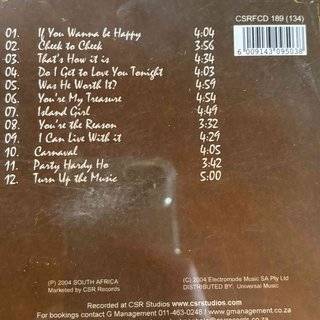 CSRFCD 189 (134)
6009143095038
01. If You Wanna be Happy 4:04
02. Cheek to Cheek 3:56
03. That's How it is 4:34
04. Do I Get to Love You Tonight 4:03
05. Was He Worth It? 4:59
06. You're My Treasure 4:54
07. Island Girl 4:49
08. You're the Reason 3:32
09. I Can Live With it 4:29
10. Carnaval 4:05
11. Party Hardy Ho 3:42
12. Turn Up the Music 5:00
(P) 2004 SOUTH AFRICA
Marketed by CSR Records
(C) 2004 Electromode Music SA Pty Ltd
DISTRIBUTED BY: Universal Music
Recorded at CSR Studios www.csrstudios.com
For bookings contact G Management 011-463-0248 / www.gmanagement.co.za